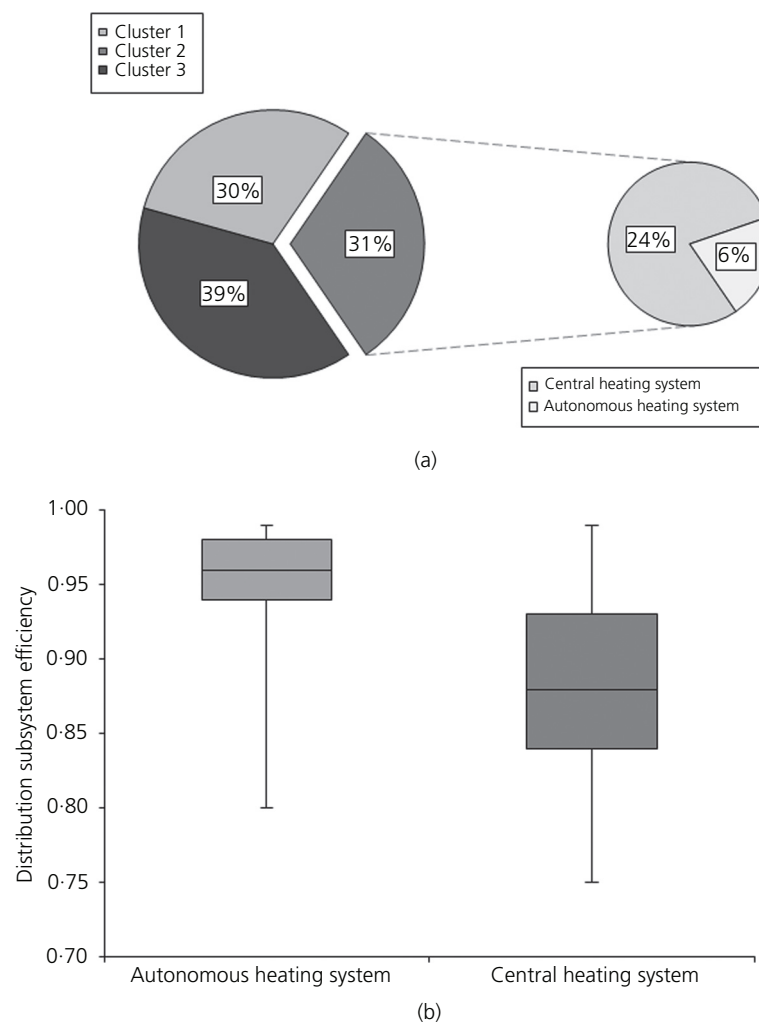 Cluster 1
Cluster 2
Cluster 3
30%
31%
39%
24%
6%
Central heating system
Autonomous heating system
(a)
1·00
0·95
0·90
0·85
0·80
0·75
0·70
Distribution subsystem efficiency
Autonomous heating system
Central heating system
(b)